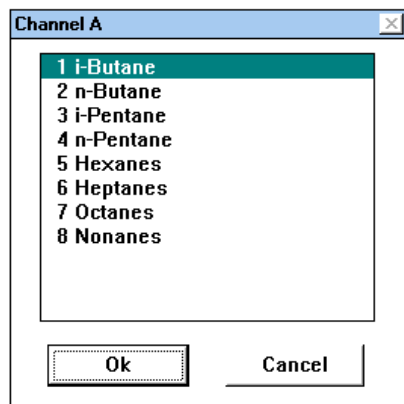 Channel A
1 i-Butane
2 n-Butane
3 i-Pentane
4 n-Pentane
5 Hexanes
6 Heptanes
7 Octanes
8 Nonanes
Ok Cancel